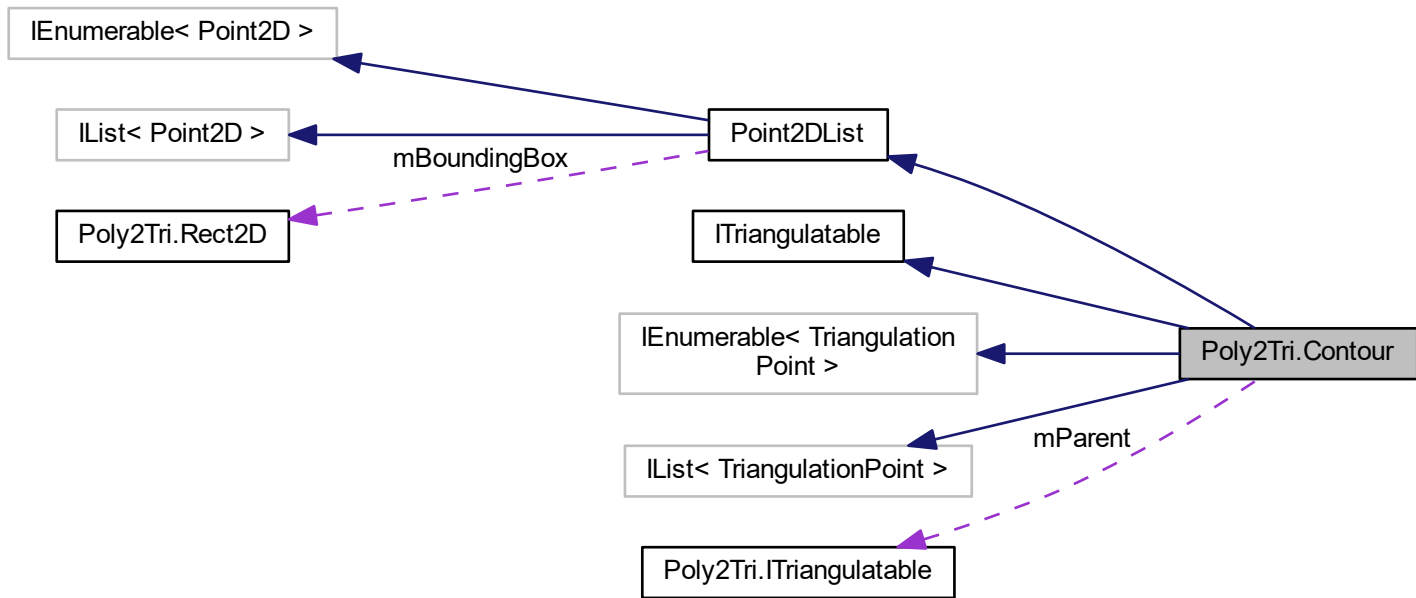 IEnumerable< Point2D >
IList< Point2D >
Point2DList
mBoundingBox
Poly2Tri.Rect2D
ITriangulatable
IEnumerable< Triangulation
Point >
Poly2Tri.Contour
IList< TriangulationPoint >
mParent
Poly2Tri.ITriangulatable